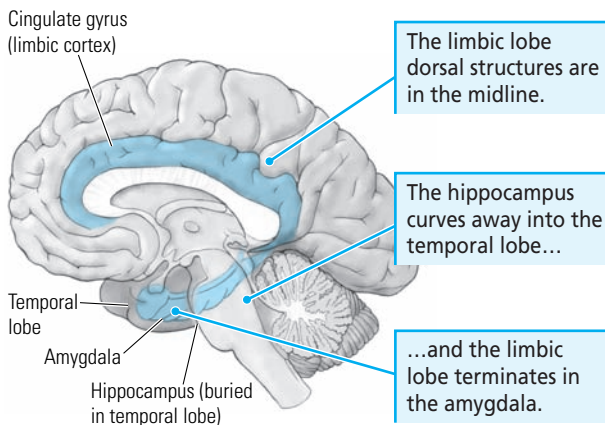 Cingulate gyrus
(limbic cortex)
The limbic lobe
dorsal structures are
in the midline.
The hippocampus
curves away into the
temporal lobe…
Temporal
lobe
Amygdala
Hippocampus (buried
in temporal lobe)
…and the limbic
lobe terminates in
the amygdala.